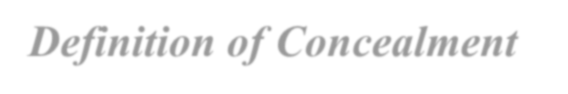 Definition of Concealment